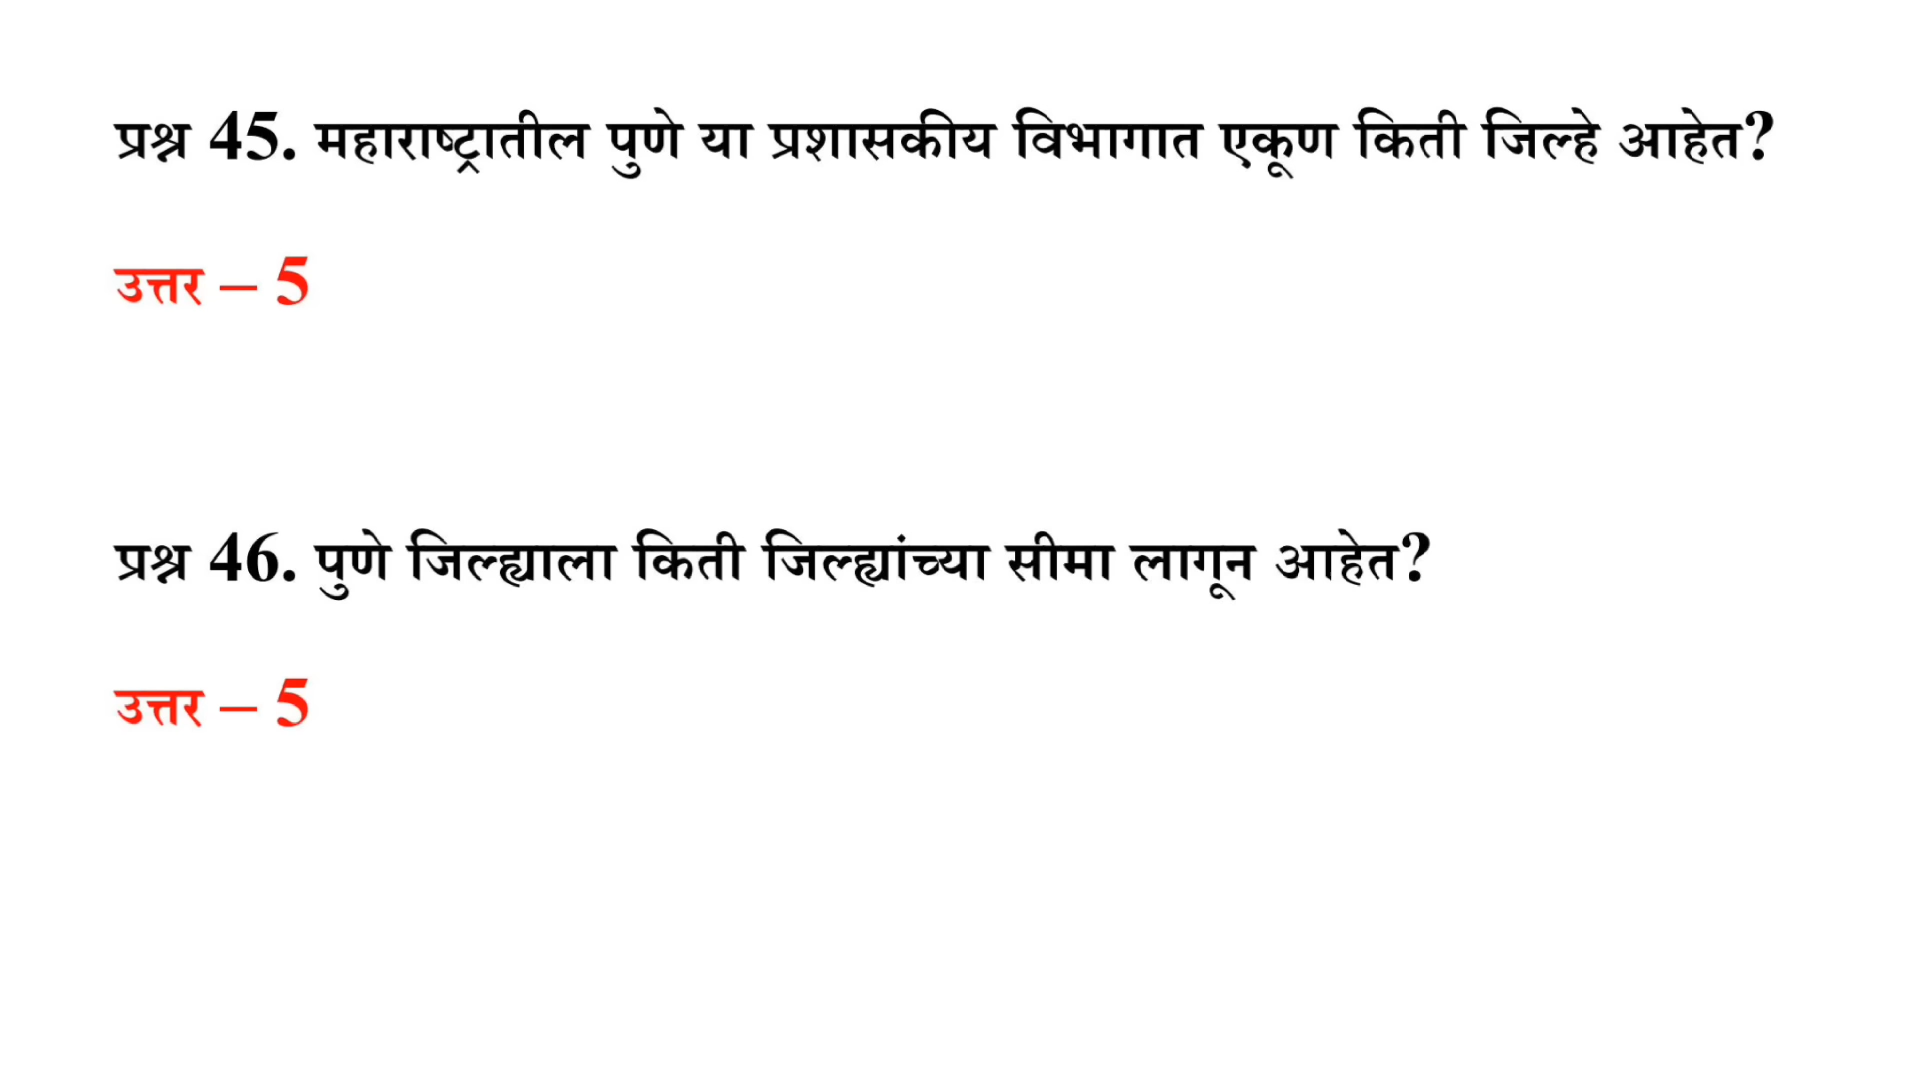 प्रश्न 45. महाराष्ट्रातील पुणे या प्रशासकीय विभागात एकूण किती जिल्हे आहेत?
उत्तर – 5
प्रश्न 46. पुणे जिल्ह्याला किती जिल्ह्यांच्या सीमा लागून आहेत?
उत्तर – 5